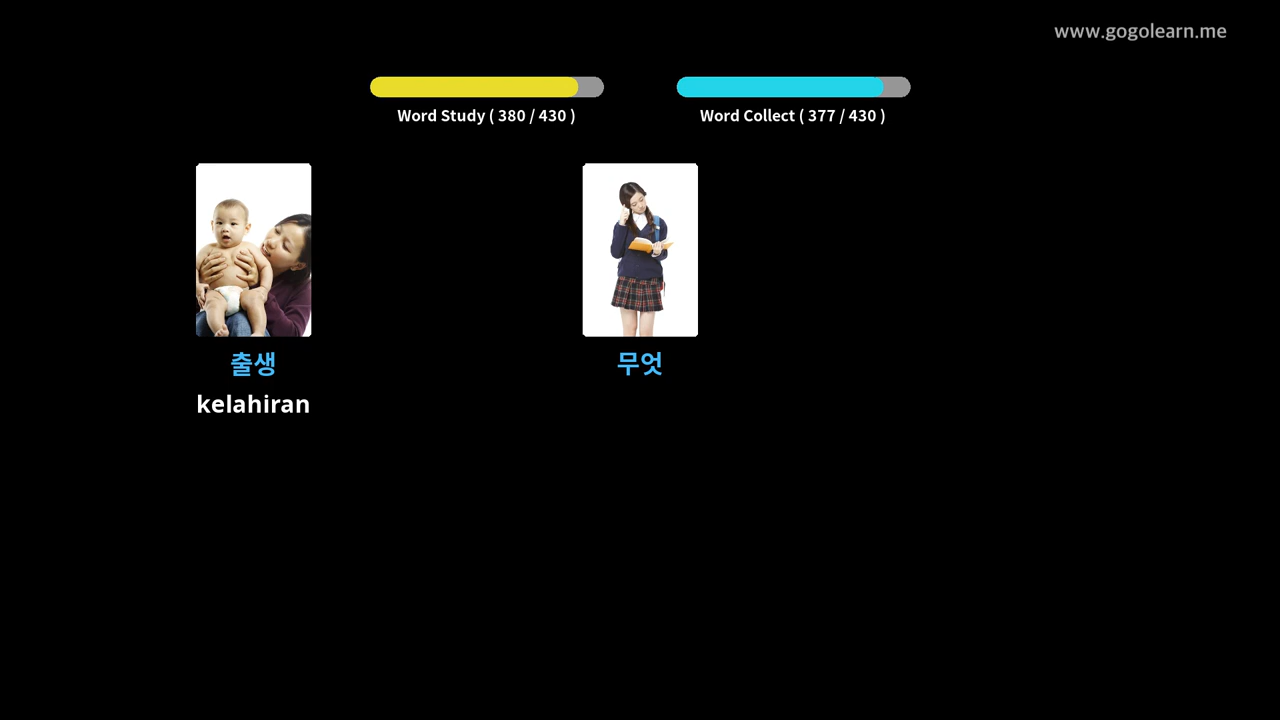 www.gogolearn.me
Word Study ( 380 / 430 )
Word Collect ( 377 / 430 )
출생
무엇
kelahiran